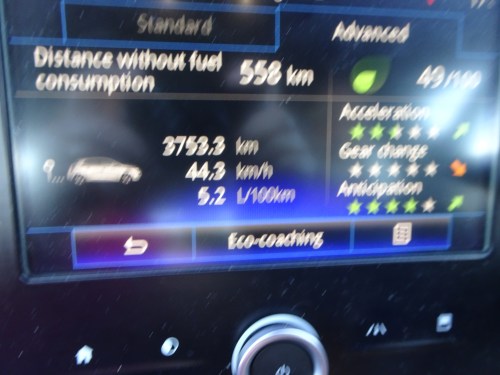 Standard
Advanced
Distance without fuel
consumption
558 km
49/100
Acceleration
3753.3 km
Gear change
44.3 km/h
Anticipation
5.2 L/100km
Eco-coaching